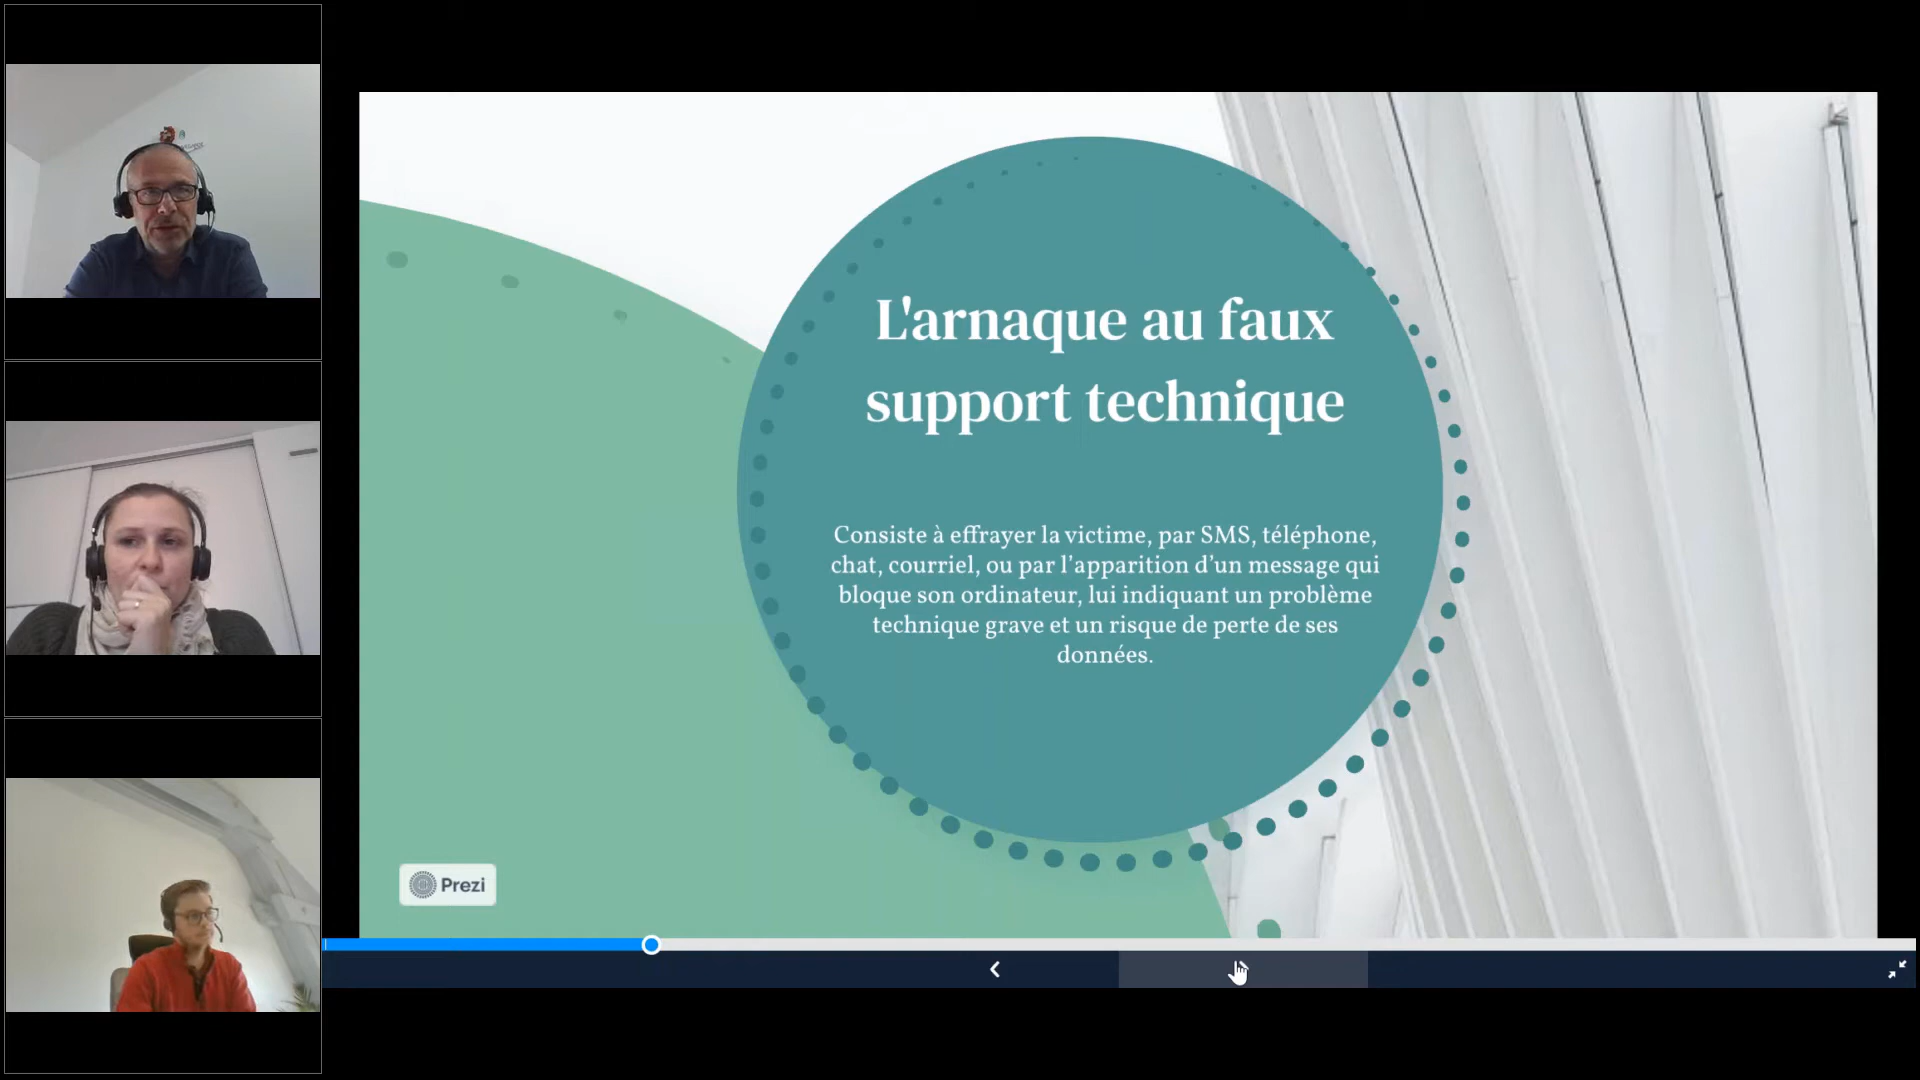 L'arnaque au faux
support technique
Consiste à effrayer la victime, par SMS, téléphone,
chat, courriel, ou par l’apparition d’un message qui
bloque son ordinateur, lui indiquant un problème
technique grave et un risque de perte de ses
données.
Prezi